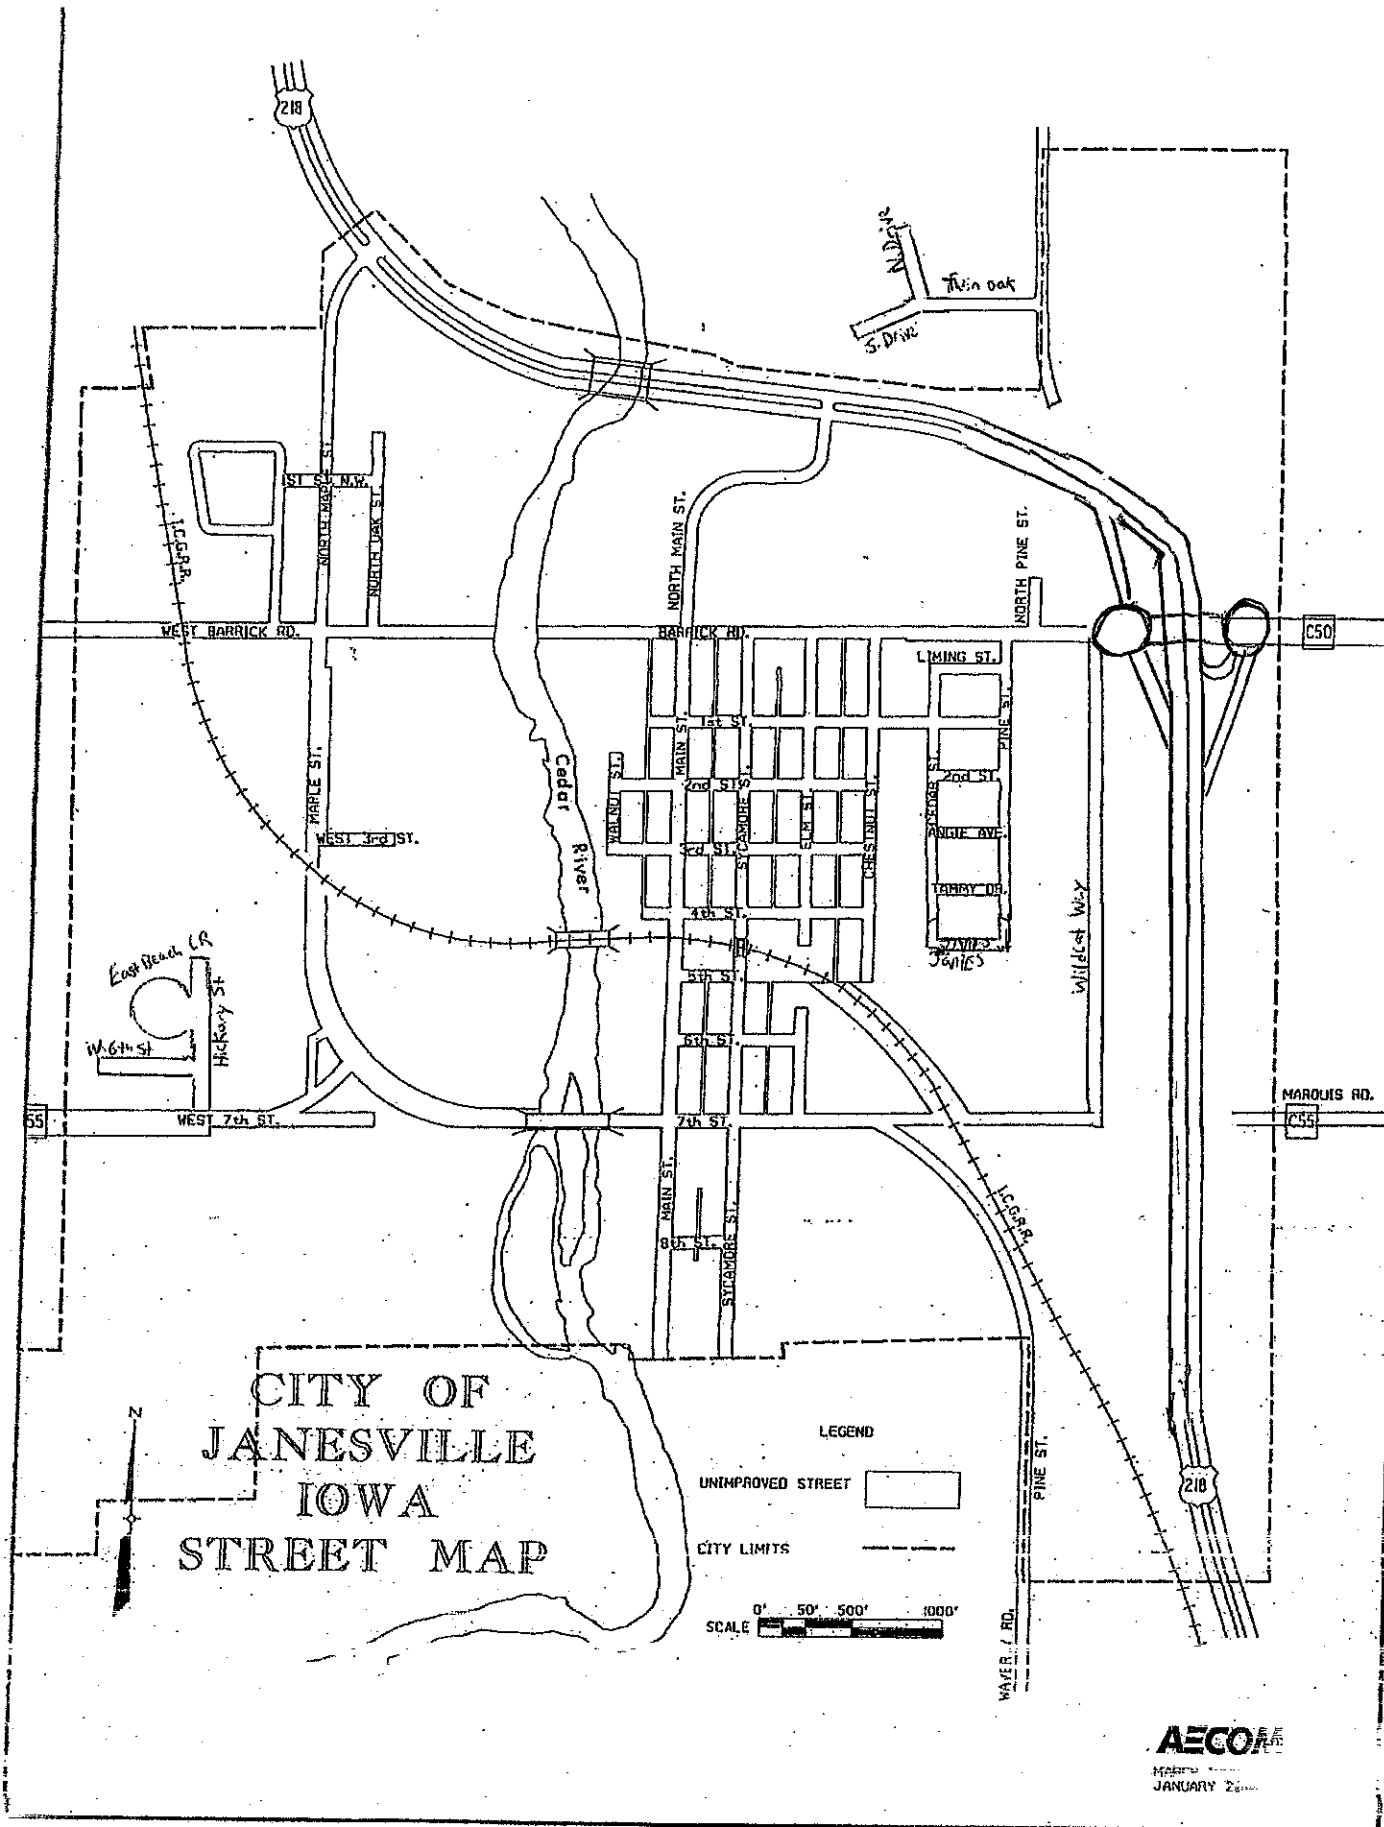 218
N. Drive
Twin oak
S. Drive
1ST ST. N.W.
NORTH MAPLE ST.
NORTH OAK ST.
I.C.G.R.R.
NORTH MAIN ST.
NORTH PINE ST.
WEST BARRICK RD.
BARRICK RD.
C50
LIMING ST.
1st ST.
MAIN ST.
PINE ST.
MAPLE ST.
Cedar River
WALNUT ST.
2nd ST.
SYCAMORE ST.
ELM ST.
CHESTNUT ST.
CEDAR ST.
2nd ST.
ANGIE AVE.
WEST 3rd ST.
3rd ST.
TAMMY DR.
4th ST.
Wildcat Way
East Beach CR
Hickory St
W. 6th St
5th ST.
6th ST.
55
WEST 7th ST.
7th ST.
MARQUIS RD.
C55
MAIN ST.
SYCAMORE ST.
8th ST.
I.C.G.R.R.
CITY OF
JANESVILLE
IOWA
STREET MAP
N
LEGEND
UNIMPROVED STREET
CITY LIMITS
SCALE 0' 50' 500' 1000'
PINE ST.
218
RD.
AECOM
JANUARY